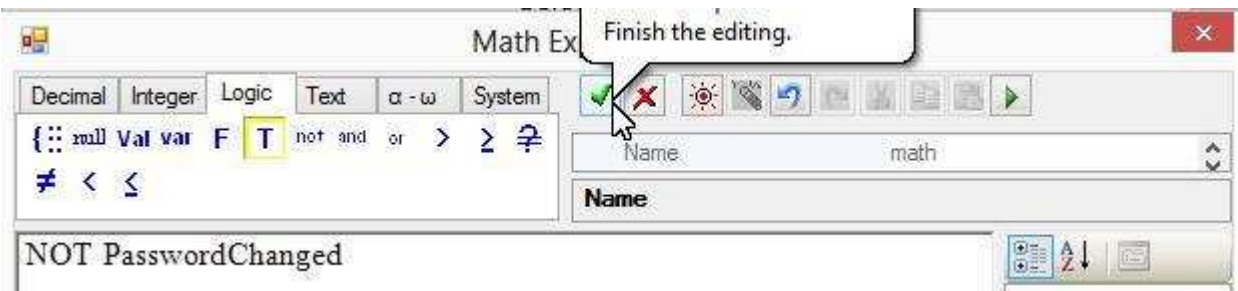 Math Ex
Finish the editing.
Decimal Integer Logic Text α - ω System
null Val var F T not and or > ≥ =?
≠ < ≤
Name math
Name
NOT PasswordChanged
A
Z